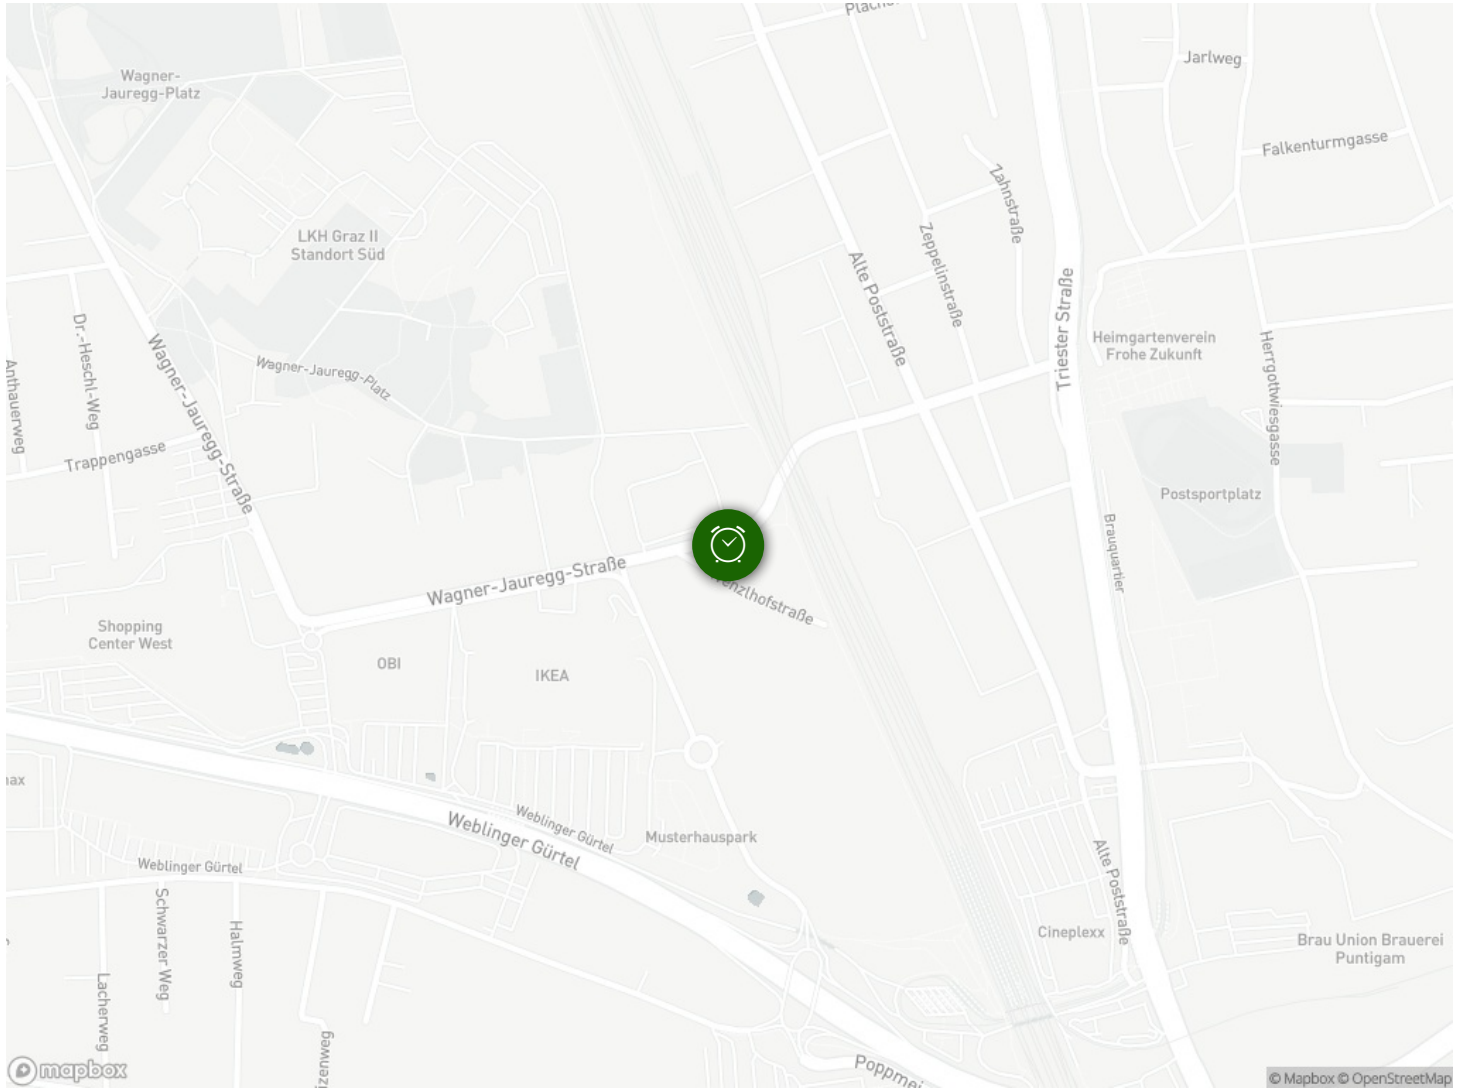 Jarlweg
Wagner-
Jauregg-Platz
Falkenturmgasse
Zahnstraße
LKH Graz II
Standort Süd
Zeppelinstraße
Alte Poststraße
Triester Straße
Heimgartenverein
Frohe Zukunft
Herrgottwiesgasse
Dr.-Heschl-Weg
Wagner-Jauregg-Straße
Wagner-Jauregg-Platz
Anthauerweg
Trappengasse
Postsportplatz
Brauquartier
Wagner-Jauregg-Straße
Shopping
Center West
OBI
IKEA
Weblinger Gürtel
Weblinger Gürtel
Musterhauspark
Weblinger Gürtel
Alte Poststraße
Schwarzer Weg
Halmweg
Cineplexx
Brau Union Brauerei
Puntigam
Lacherweg
mapbox
© Mapbox © OpenStreetMap